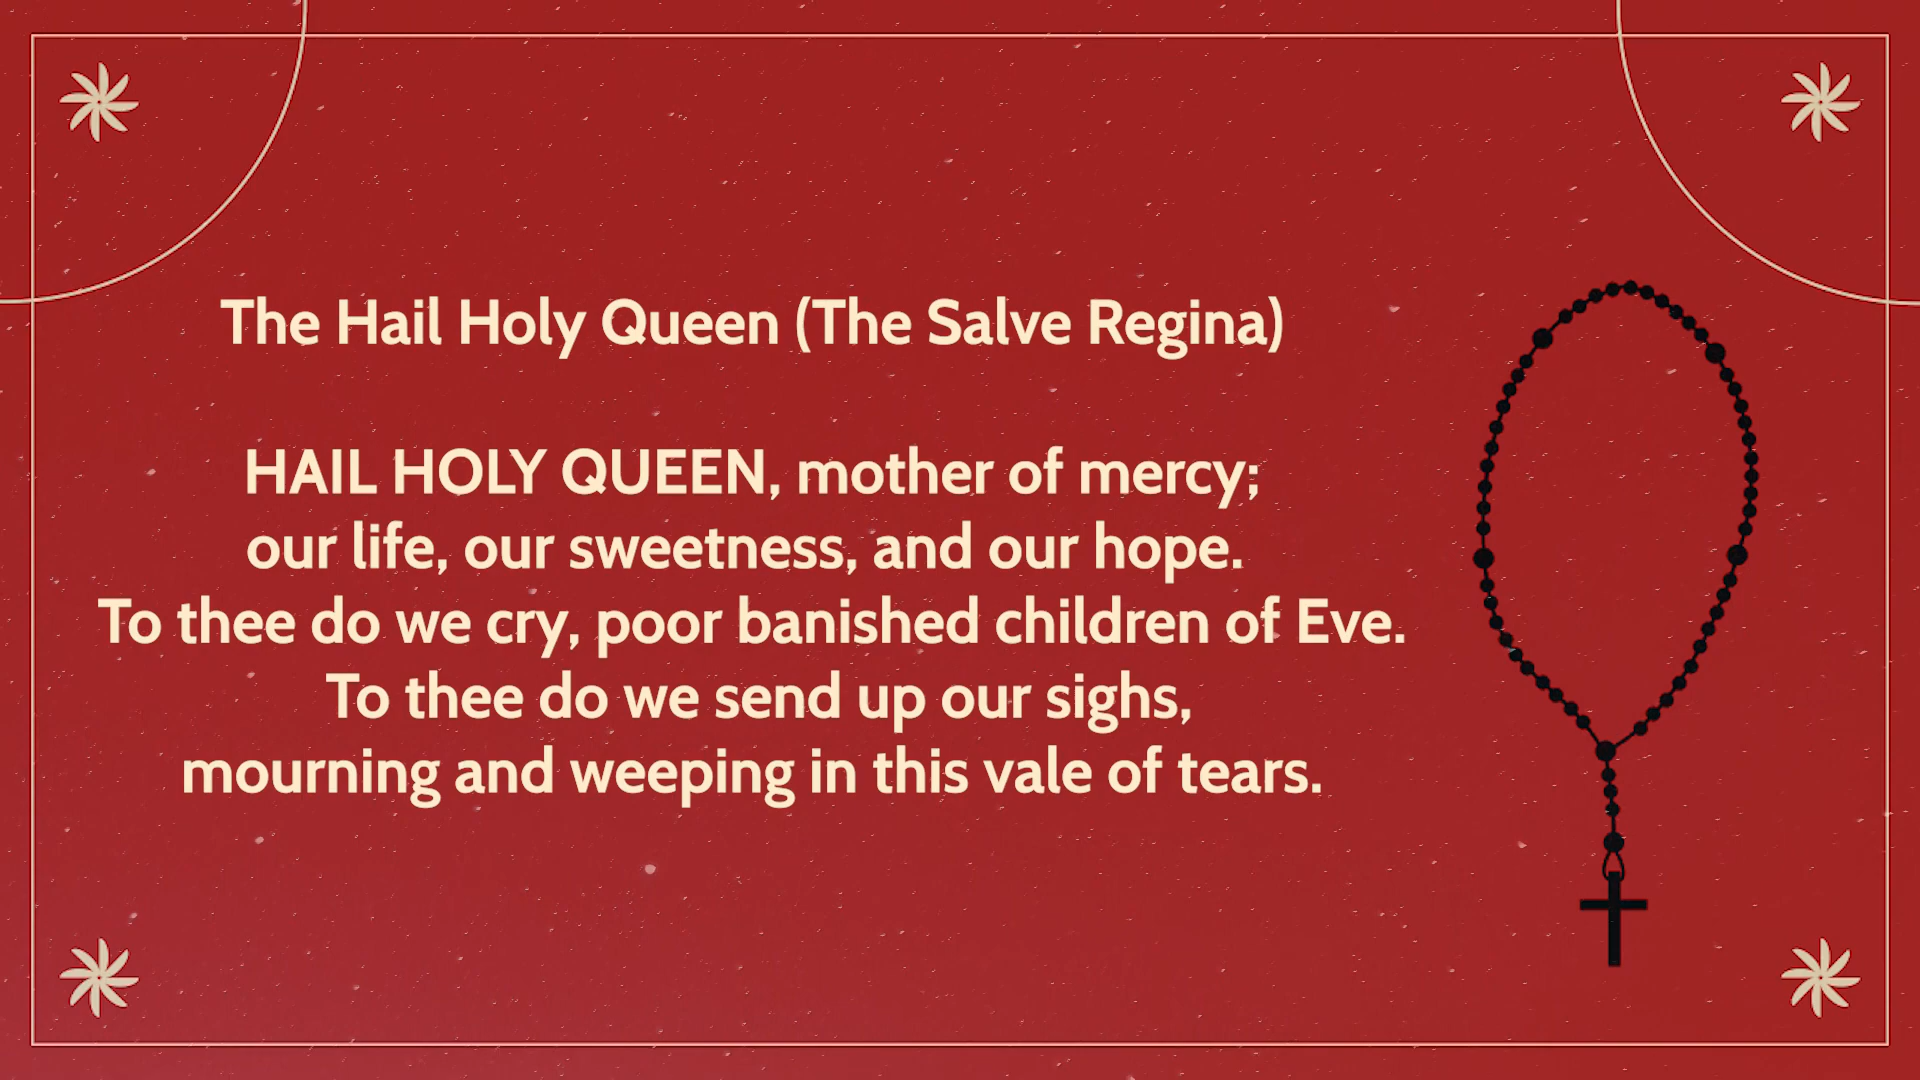 The Hail Holy Queen (The Salve Regina)
HAIL HOLY QUEEN, mother of mercy;
our life, our sweetness, and our hope.
To thee do we cry, poor banished children of Eve.
To thee do we send up our sighs,
mourning and weeping in this vale of tears.